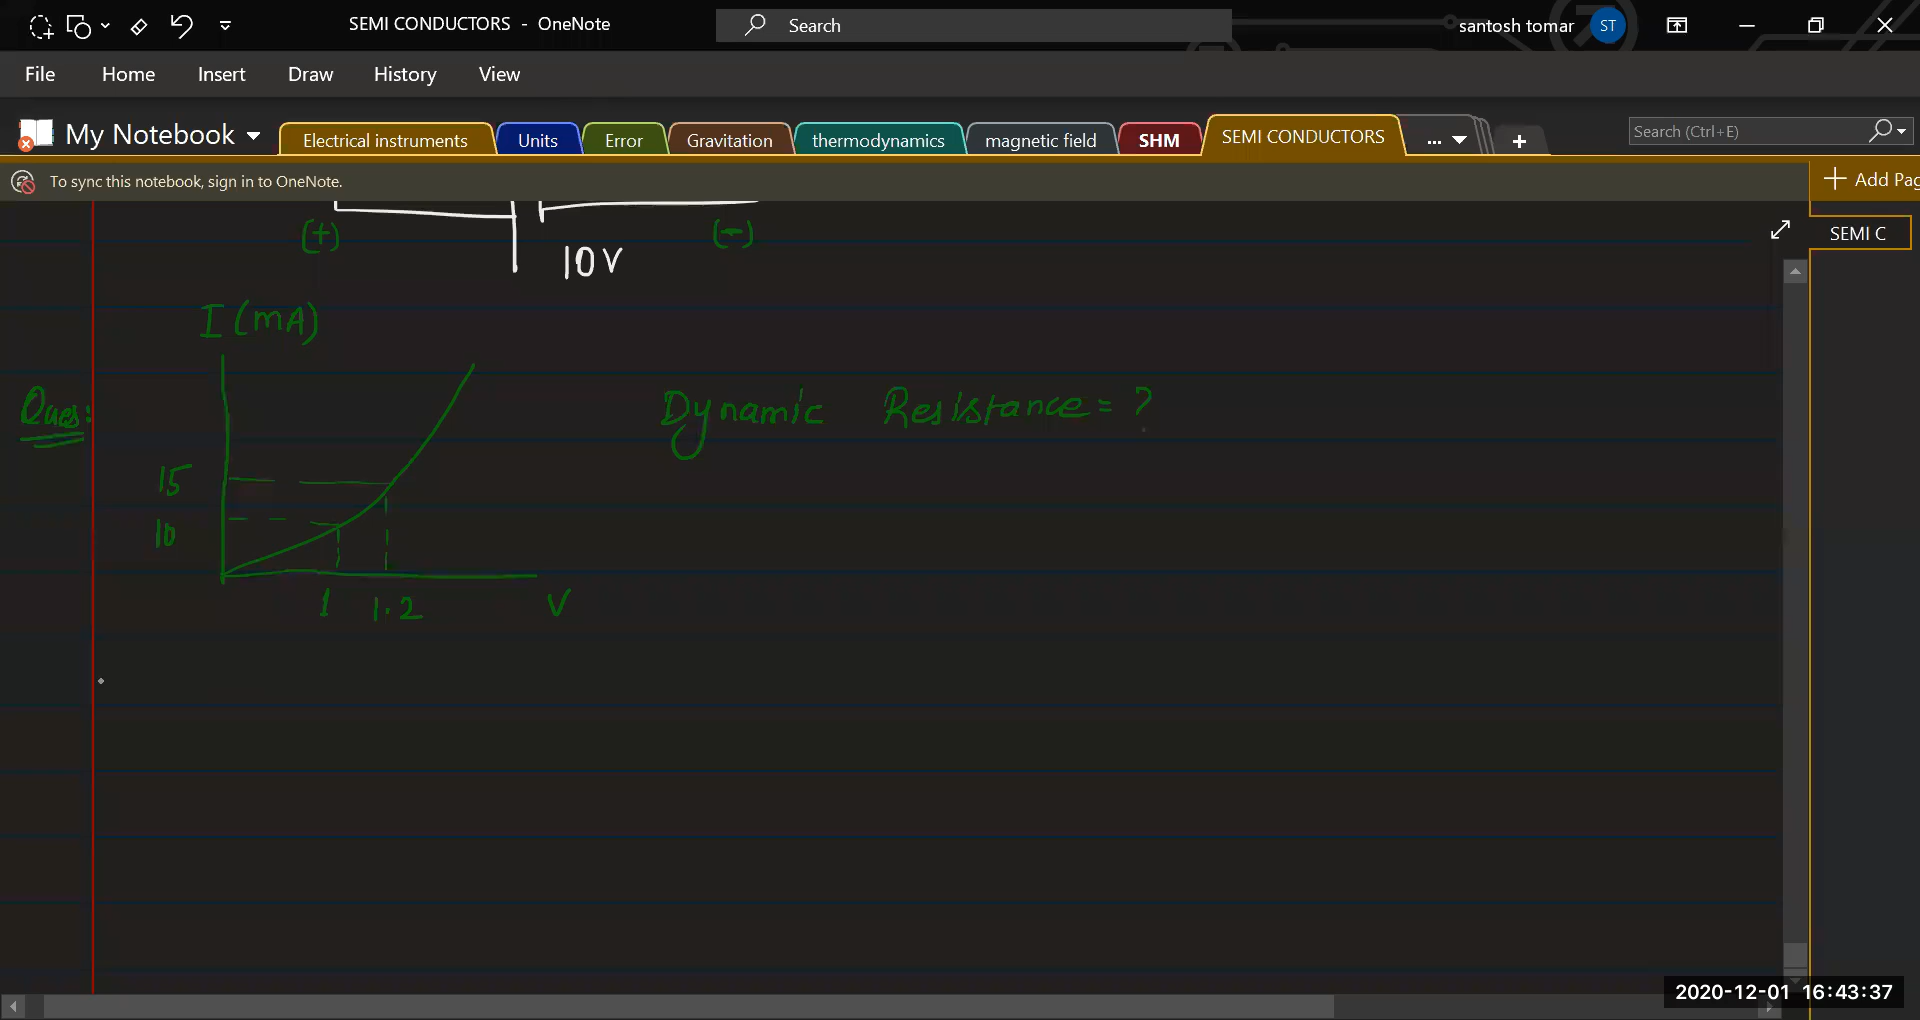 SEMI CONDUCTORS - OneNote
Search
santosh tomar ST
File Home Insert Draw History View
My Notebook
Electrical instruments Units Error Gravitation thermodynamics magnetic field SHM SEMI CONDUCTORS ... +
Search (Ctrl+E)
To sync this notebook, sign in to OneNote.
+ Add Pag
SEMI C
(+) (-)
10 V
I (mA)
Ques: Dynamic Resistance = ?
15
10
1 1.2 V
2020-12-01 16:43:37